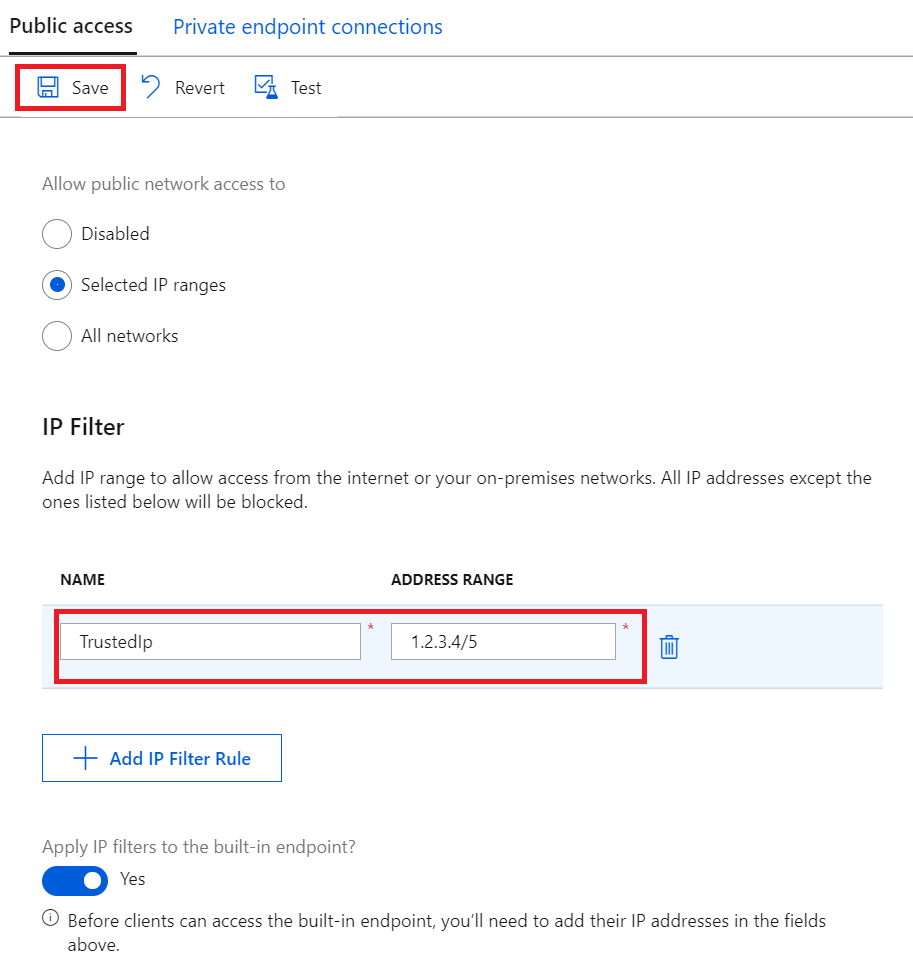 Public access Private endpoint connections
Save Revert Test
Allow public network access to
Disabled
Selected IP ranges
All networks
IP Filter
Add IP range to allow access from the internet or your on-premises networks. All IP addresses except the
ones listed below will be blocked.
NAME ADDRESS RANGE
TrustedIp * 1.2.3.4/5 *
Add IP Filter Rule
Apply IP filters to the built-in endpoint?
Yes
Before clients can access the built-in endpoint, you’ll need to add their IP addresses in the fields
above.